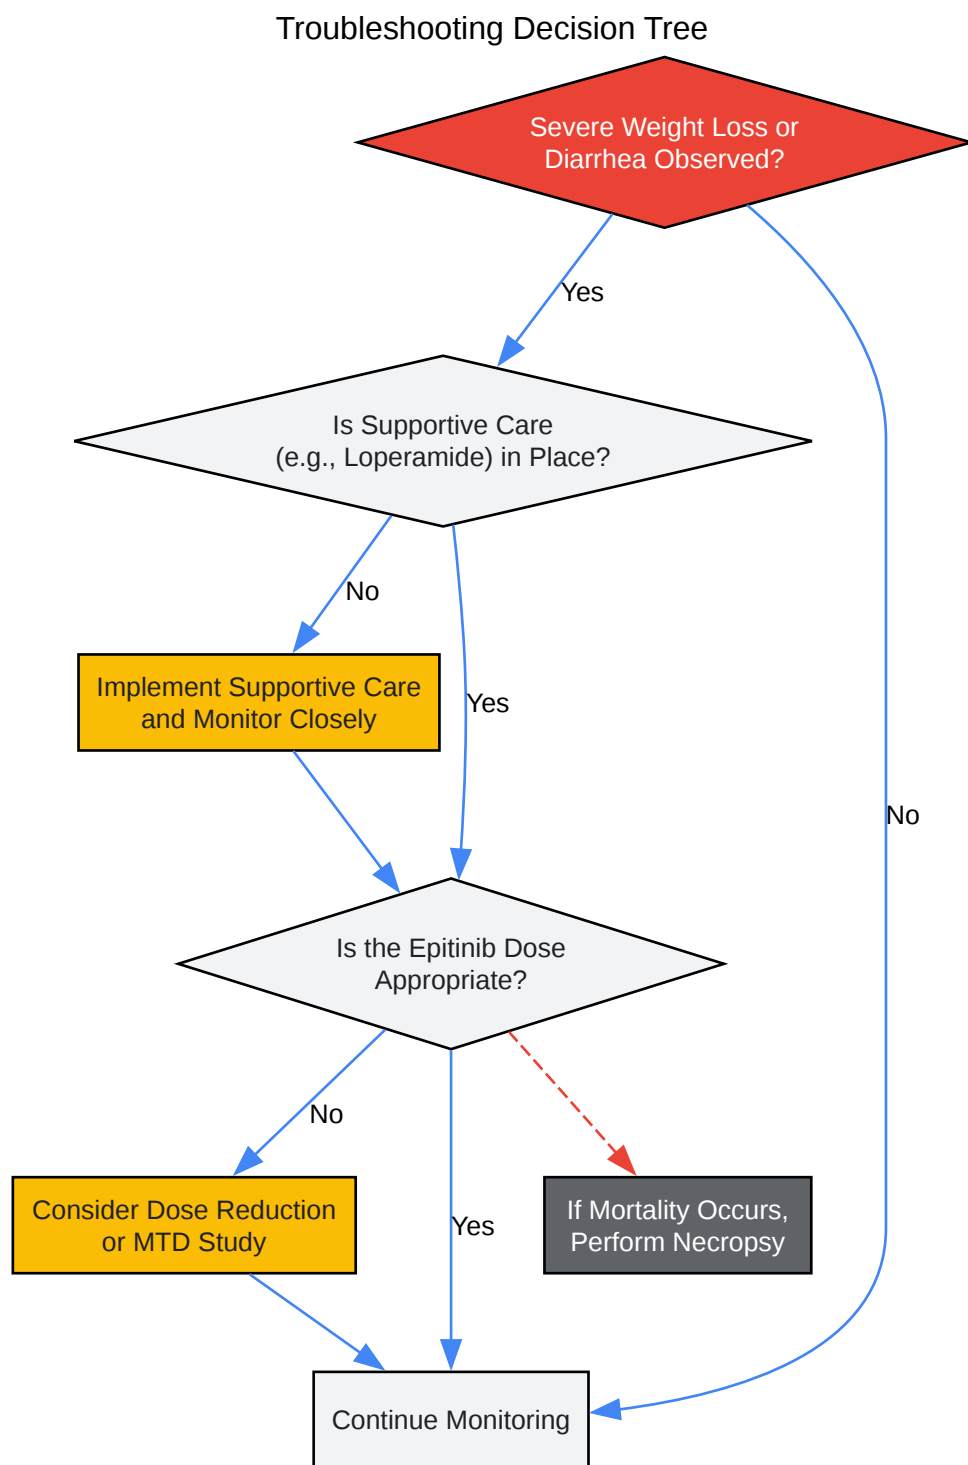 Troubleshooting Decision Tree
Severe Weight Loss or
Diarrhea Observed?
Yes
Is Supportive Care
(e.g., Loperamide) in Place?
No
Implement Supportive Care
and Monitor Closely
Yes
No
Is the Epitinib Dose
Appropriate?
No
Consider Dose Reduction
or MTD Study
Yes
If Mortality Occurs,
Perform Necropsy
Continue Monitoring